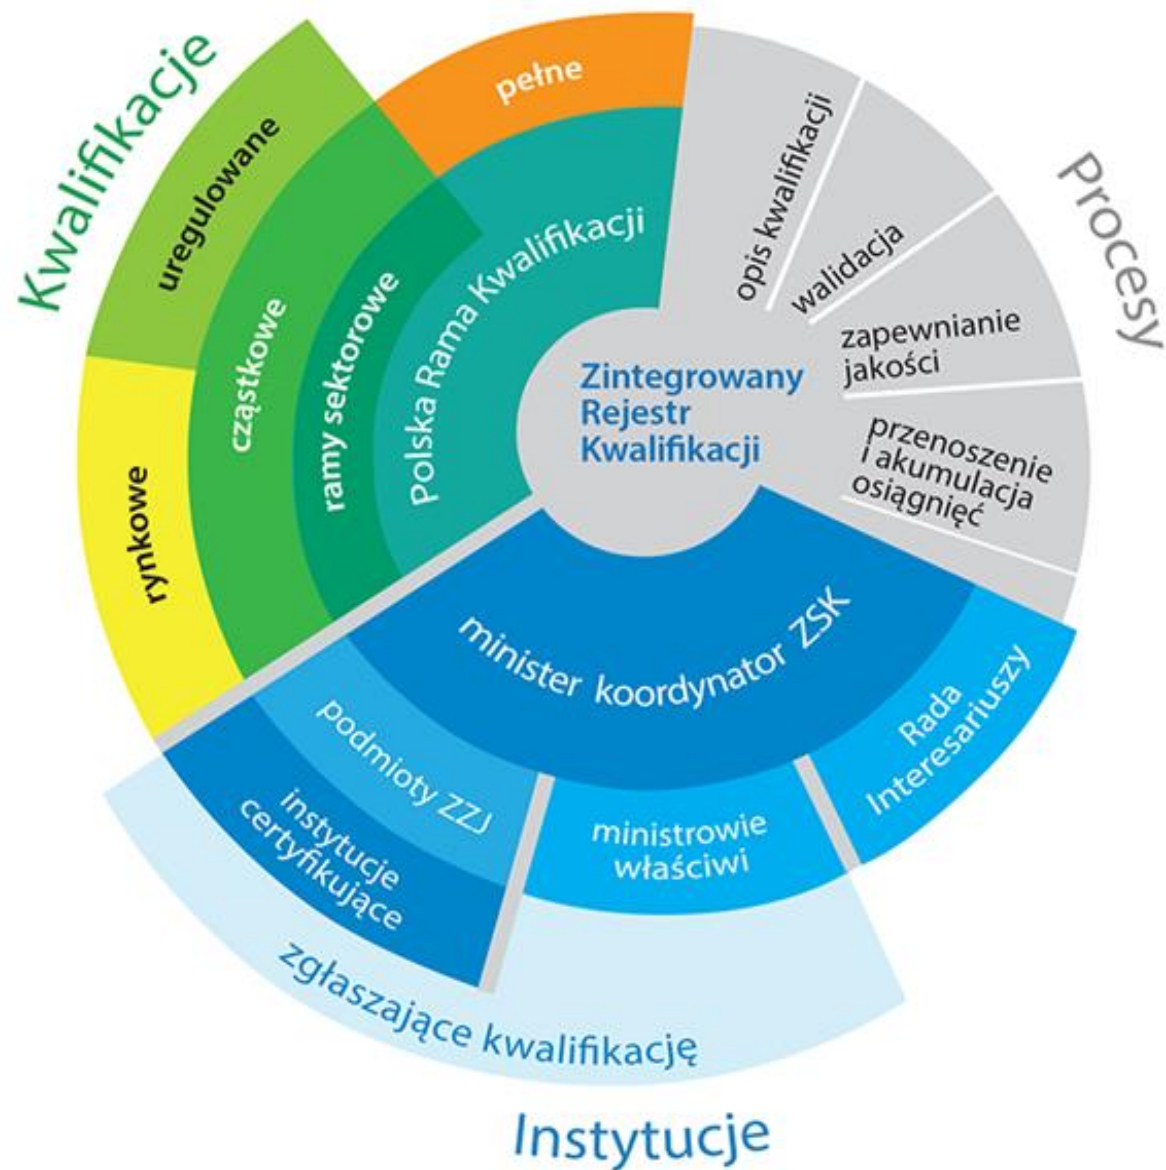 Kwalifikacje
uregulowane
rynkowe
cząstkowe
pełne
ramy sektorowe
Polska Rama Kwalifikacji
Zintegrowany
Rejestr
Kwalifikacji
Procesy
opis kwalifikacji
walidacja
zapewnianie
jakości
przenoszenie
i akumulacja
osiągnięć
minister koordynator ZSK
Rada
Interesariuszy
ministrowie
właściwi
podmioty ZZJ
instytucje
certyfikujące
zgłaszające kwalifikację
Instytucje